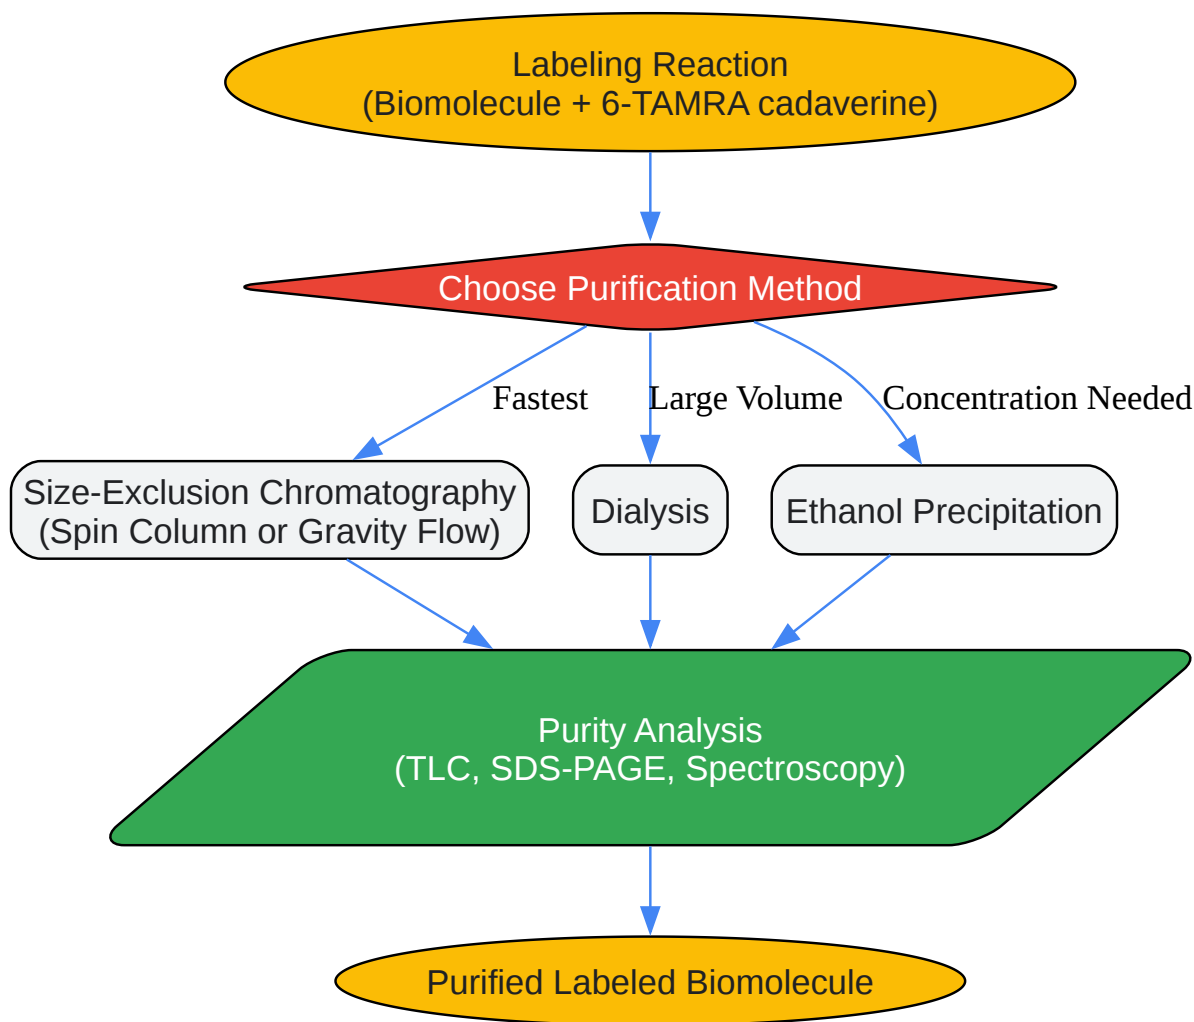 Labeling Reaction
(Biomolecule + 6-TAMRA cadaverine)
Choose Purification Method
Fastest
Large Volume
Concentration Needed
Size-Exclusion Chromatography
(Spin Column or Gravity Flow)
Dialysis
Ethanol Precipitation
Purity Analysis
(TLC, SDS-PAGE, Spectroscopy)
Purified Labeled Biomolecule